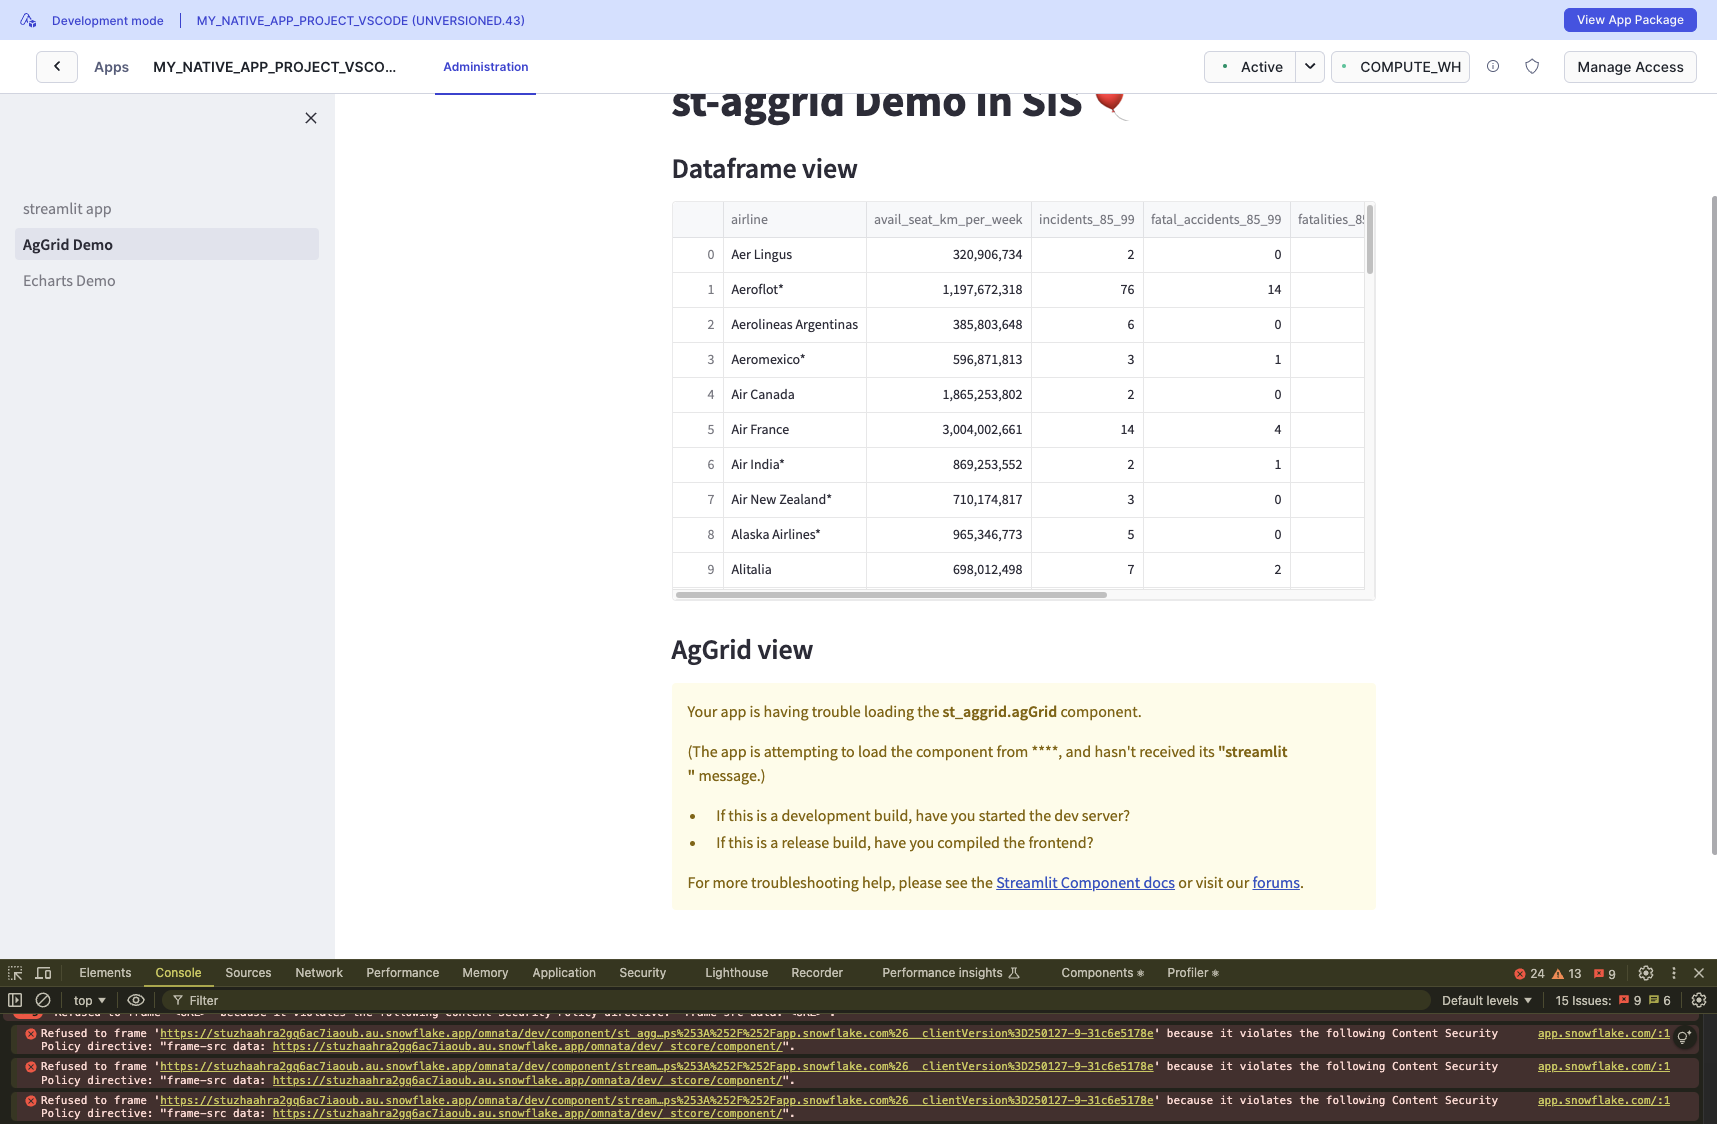 Development mode
MY_NATIVE_APP_PROJECT_VSCODE (UNVERSIONED.43)
View App Package
Apps
MY_NATIVE_APP_PROJECT_VSCO...
Administration
Active
COMPUTE_WH
Manage Access
streamlit app
AgGrid Demo
Echarts Demo
st-aggrid Demo in SiS
Dataframe view
airline avail_seat_km_per_week incidents_85_99 fatal_accidents_85_99 fatalities_85
0 Aer Lingus 320,906,734 2 0
1 Aeroflot* 1,197,672,318 76 14
2 Aerolineas Argentinas 385,803,648 6 0
3 Aeromexico* 596,871,813 3 1
4 Air Canada 1,865,253,802 2 0
5 Air France 3,004,002,661 14 4
6 Air India* 869,253,552 2 1
7 Air New Zealand* 710,174,817 3 0
8 Alaska Airlines* 965,346,773 5 0
9 Alitalia 698,012,498 7 2
AgGrid view
Your app is having trouble loading the st_aggrid.agGrid component.
(The app is attempting to load the component from ****, and hasn't received its "streamlit
" message.)
• If this is a development build, have you started the dev server?
• If this is a release build, have you compiled the frontend?
For more troubleshooting help, please see the Streamlit Component docs or visit our forums.
Elements Console Sources Network Performance Memory Application Security Lighthouse Recorder Performance insights Components Profiler 24 13 9
top Filter Default levels 15 Issues: 9 6
Refused to frame 'https://stuzhaahra2gq6ac7iaoub.au.snowflake.app/omnata/dev/component/st_agg…ps%253A%252F%252Fapp.snowflake.com%26__clientVersion%3D250127-9-31c6e5178e' because it violates the following Content Security app.snowflake.com/:1
Policy directive: "frame-src data: https://stuzhaahra2gq6ac7iaoub.au.snowflake.app/omnata/dev/_stcore/component/".
Refused to frame 'https://stuzhaahra2gq6ac7iaoub.au.snowflake.app/omnata/dev/component/stream…ps%253A%252F%252Fapp.snowflake.com%26__clientVersion%3D250127-9-31c6e5178e' because it violates the following Content Security app.snowflake.com/:1
Policy directive: "frame-src data: https://stuzhaahra2gq6ac7iaoub.au.snowflake.app/omnata/dev/_stcore/component/".
Refused to frame 'https://stuzhaahra2gq6ac7iaoub.au.snowflake.app/omnata/dev/component/stream…ps%253A%252F%252Fapp.snowflake.com%26__clientVersion%3D250127-9-31c6e5178e' because it violates the following Content Security app.snowflake.com/:1
Policy directive: "frame-src data: https://stuzhaahra2gq6ac7iaoub.au.snowflake.app/omnata/dev/_stcore/component/".